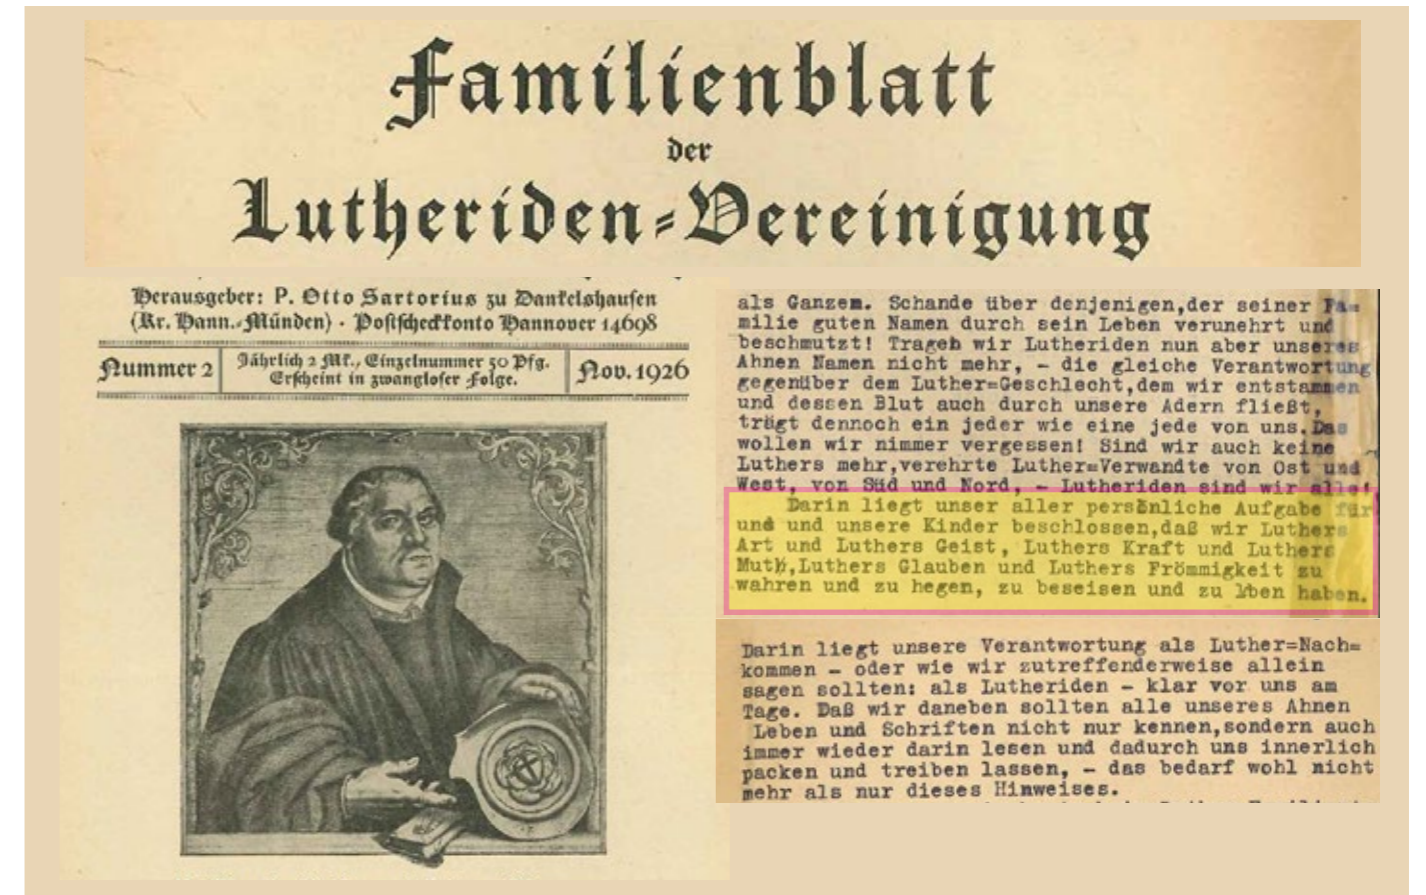 Familienblatt
der
Lutheriden-Vereinigung
Herausgeber: P. Otto Sartorius zu Dankelshausen
(Kr. Hann.-Münden) · Postscheckkonto Hannover 14698
Nummer 2
Jährlich 2 Mk., Einzelnummer 50 Pfg.
Erscheint in zwangloser Folge.
Nov. 1926
als Ganzem. Schande über denjenigen,der seiner Fa=
milie guten Namen durch sein Leben verunehrt und
beschmutzt! Tragen wir Lutheriden nun aber unseres
Ahnen Namen nicht mehr, - die gleiche Verantwortung
gegenüber dem Luther=Geschlecht,dem wir entstammen
und dessen Blut auch durch unsere Adern fließt,
trägt dennoch ein jeder wie eine jede von uns.Das
wollen wir nimmer vergessen! Sind wir auch keine
Luthers mehr,verehrte Luther=Verwandte von Ost und
West, von Süd und Nord, - Lutheriden sind wir alle!
Darin liegt unser aller persönliche Aufgabe für
uns und unsere Kinder beschlossen,daß wir Luthers
Art und Luthers Geist, Luthers Kraft und Luthers
Muth,Luthers Glauben und Luthers Frömmigkeit zu
wahren und zu hegen, zu beseisen und zu leben haben.
Darin liegt unsere Verantwortung als Luther=Nach=
kommen - oder wie wir zutreffenderweise allein
sagen sollten: als Lutheriden - klar vor uns am
Tage. Daß wir daneben sollten alle unseres Ahnen
Leben und Schriften nicht nur kennen,sondern auch
immer wieder darin lesen und dadurch uns innerlich
packen und treiben lassen, - das bedarf wohl nicht
mehr als nur dieses Hinweises.